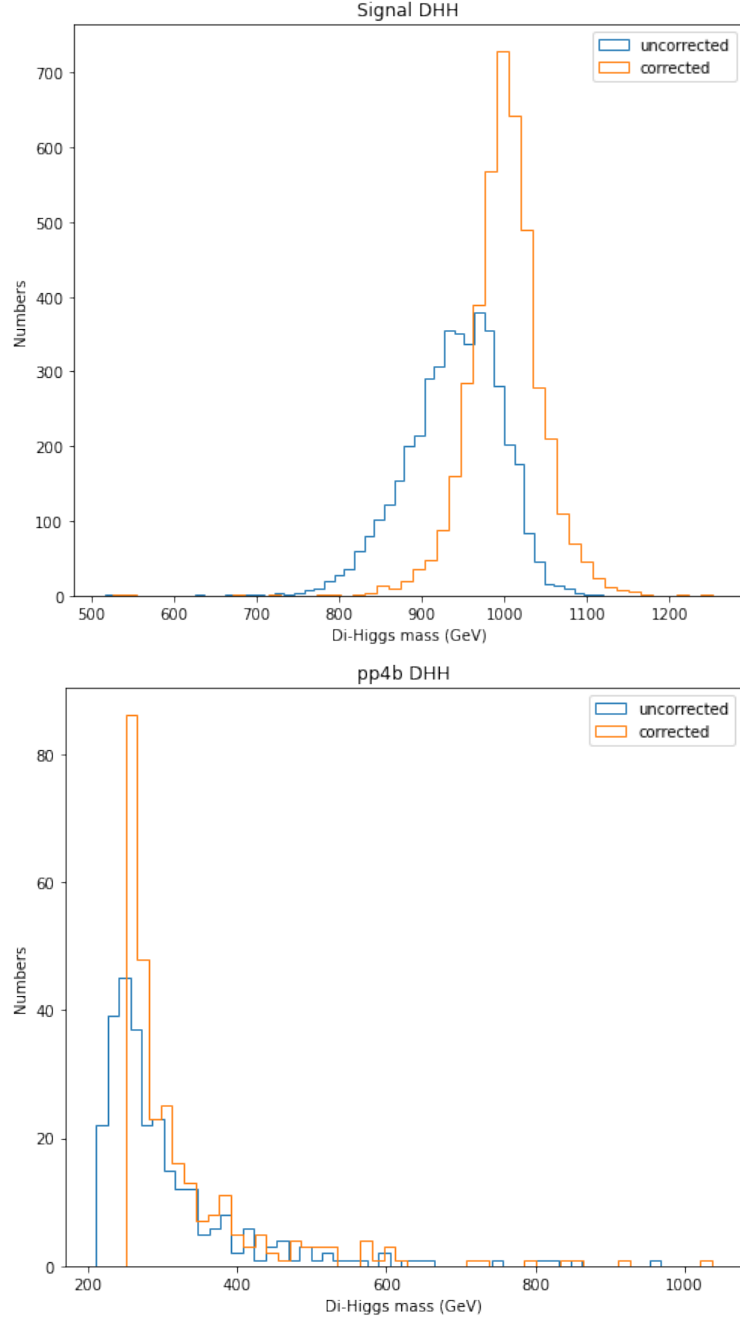 Signal DHH
uncorrected
corrected
700
600
500
400
300
200
100
0
Numbers
500 600 700 800 900 1000 1100 1200
Di-Higgs mass (GeV)
pp4b DHH
uncorrected
corrected
80
60
40
20
0
Numbers
200 400 600 800 1000
Di-Higgs mass (GeV)